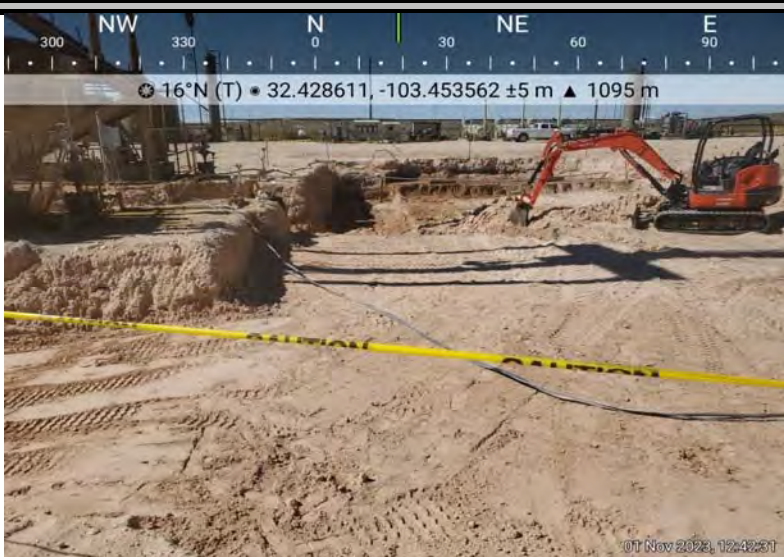 NW N NE E
300 330 0 30 60 90
16°N (T) ● 32.428611, -103.453562 ±5 m ▲ 1095 m
CAUTION CAUTION CAUTION
01 Nov 2023, 12:42:31